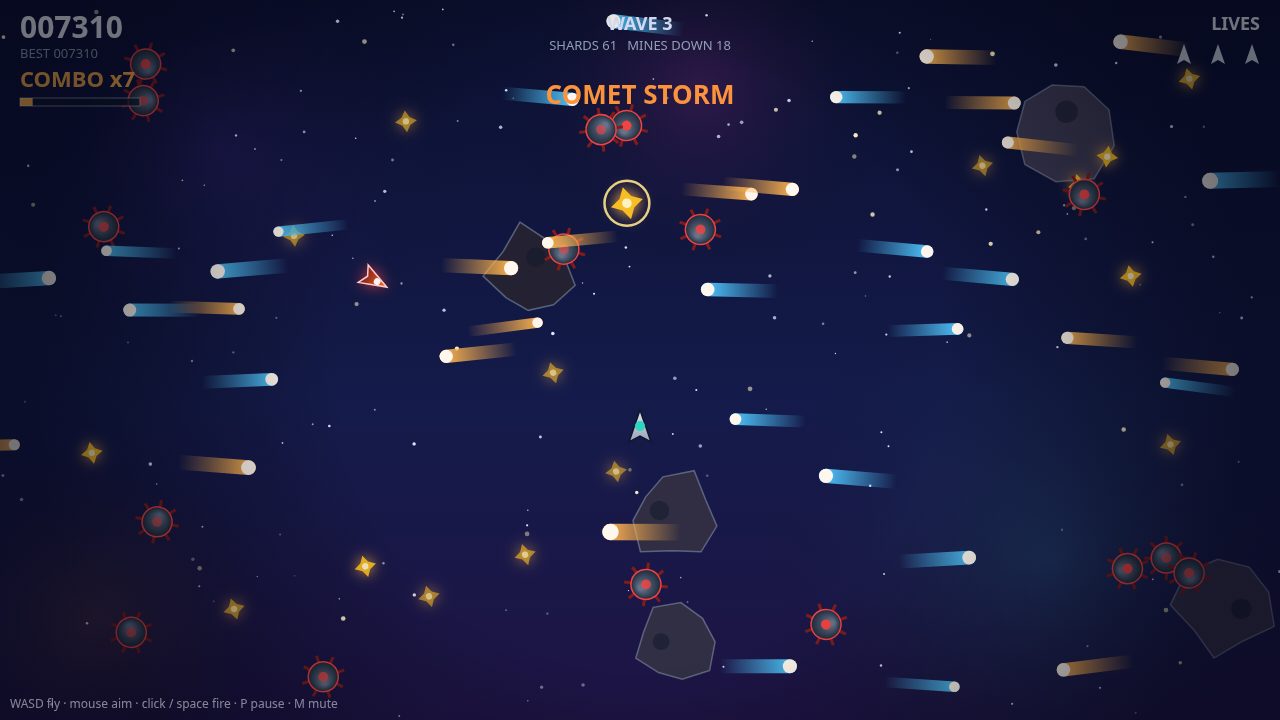 007310
BEST 007310
COMBO x7
WAVE 3
SHARDS 61 MINES DOWN 18
COMET STORM
LIVES
WASD fly · mouse aim · click / space fire · P pause · M mute